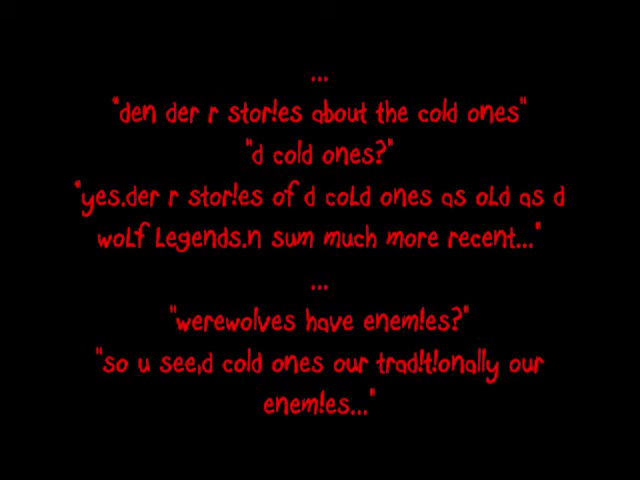 ...
"den der r stor!es about the cold ones"
"d cold ones?"
"yes.der r stor!es of d coLd ones as oLd as d
woLf Legends.n sum much more recent..."
...
"werewolves have enem!es?"
"so u see,d cold ones our trad!t!onally our
enem!es..."